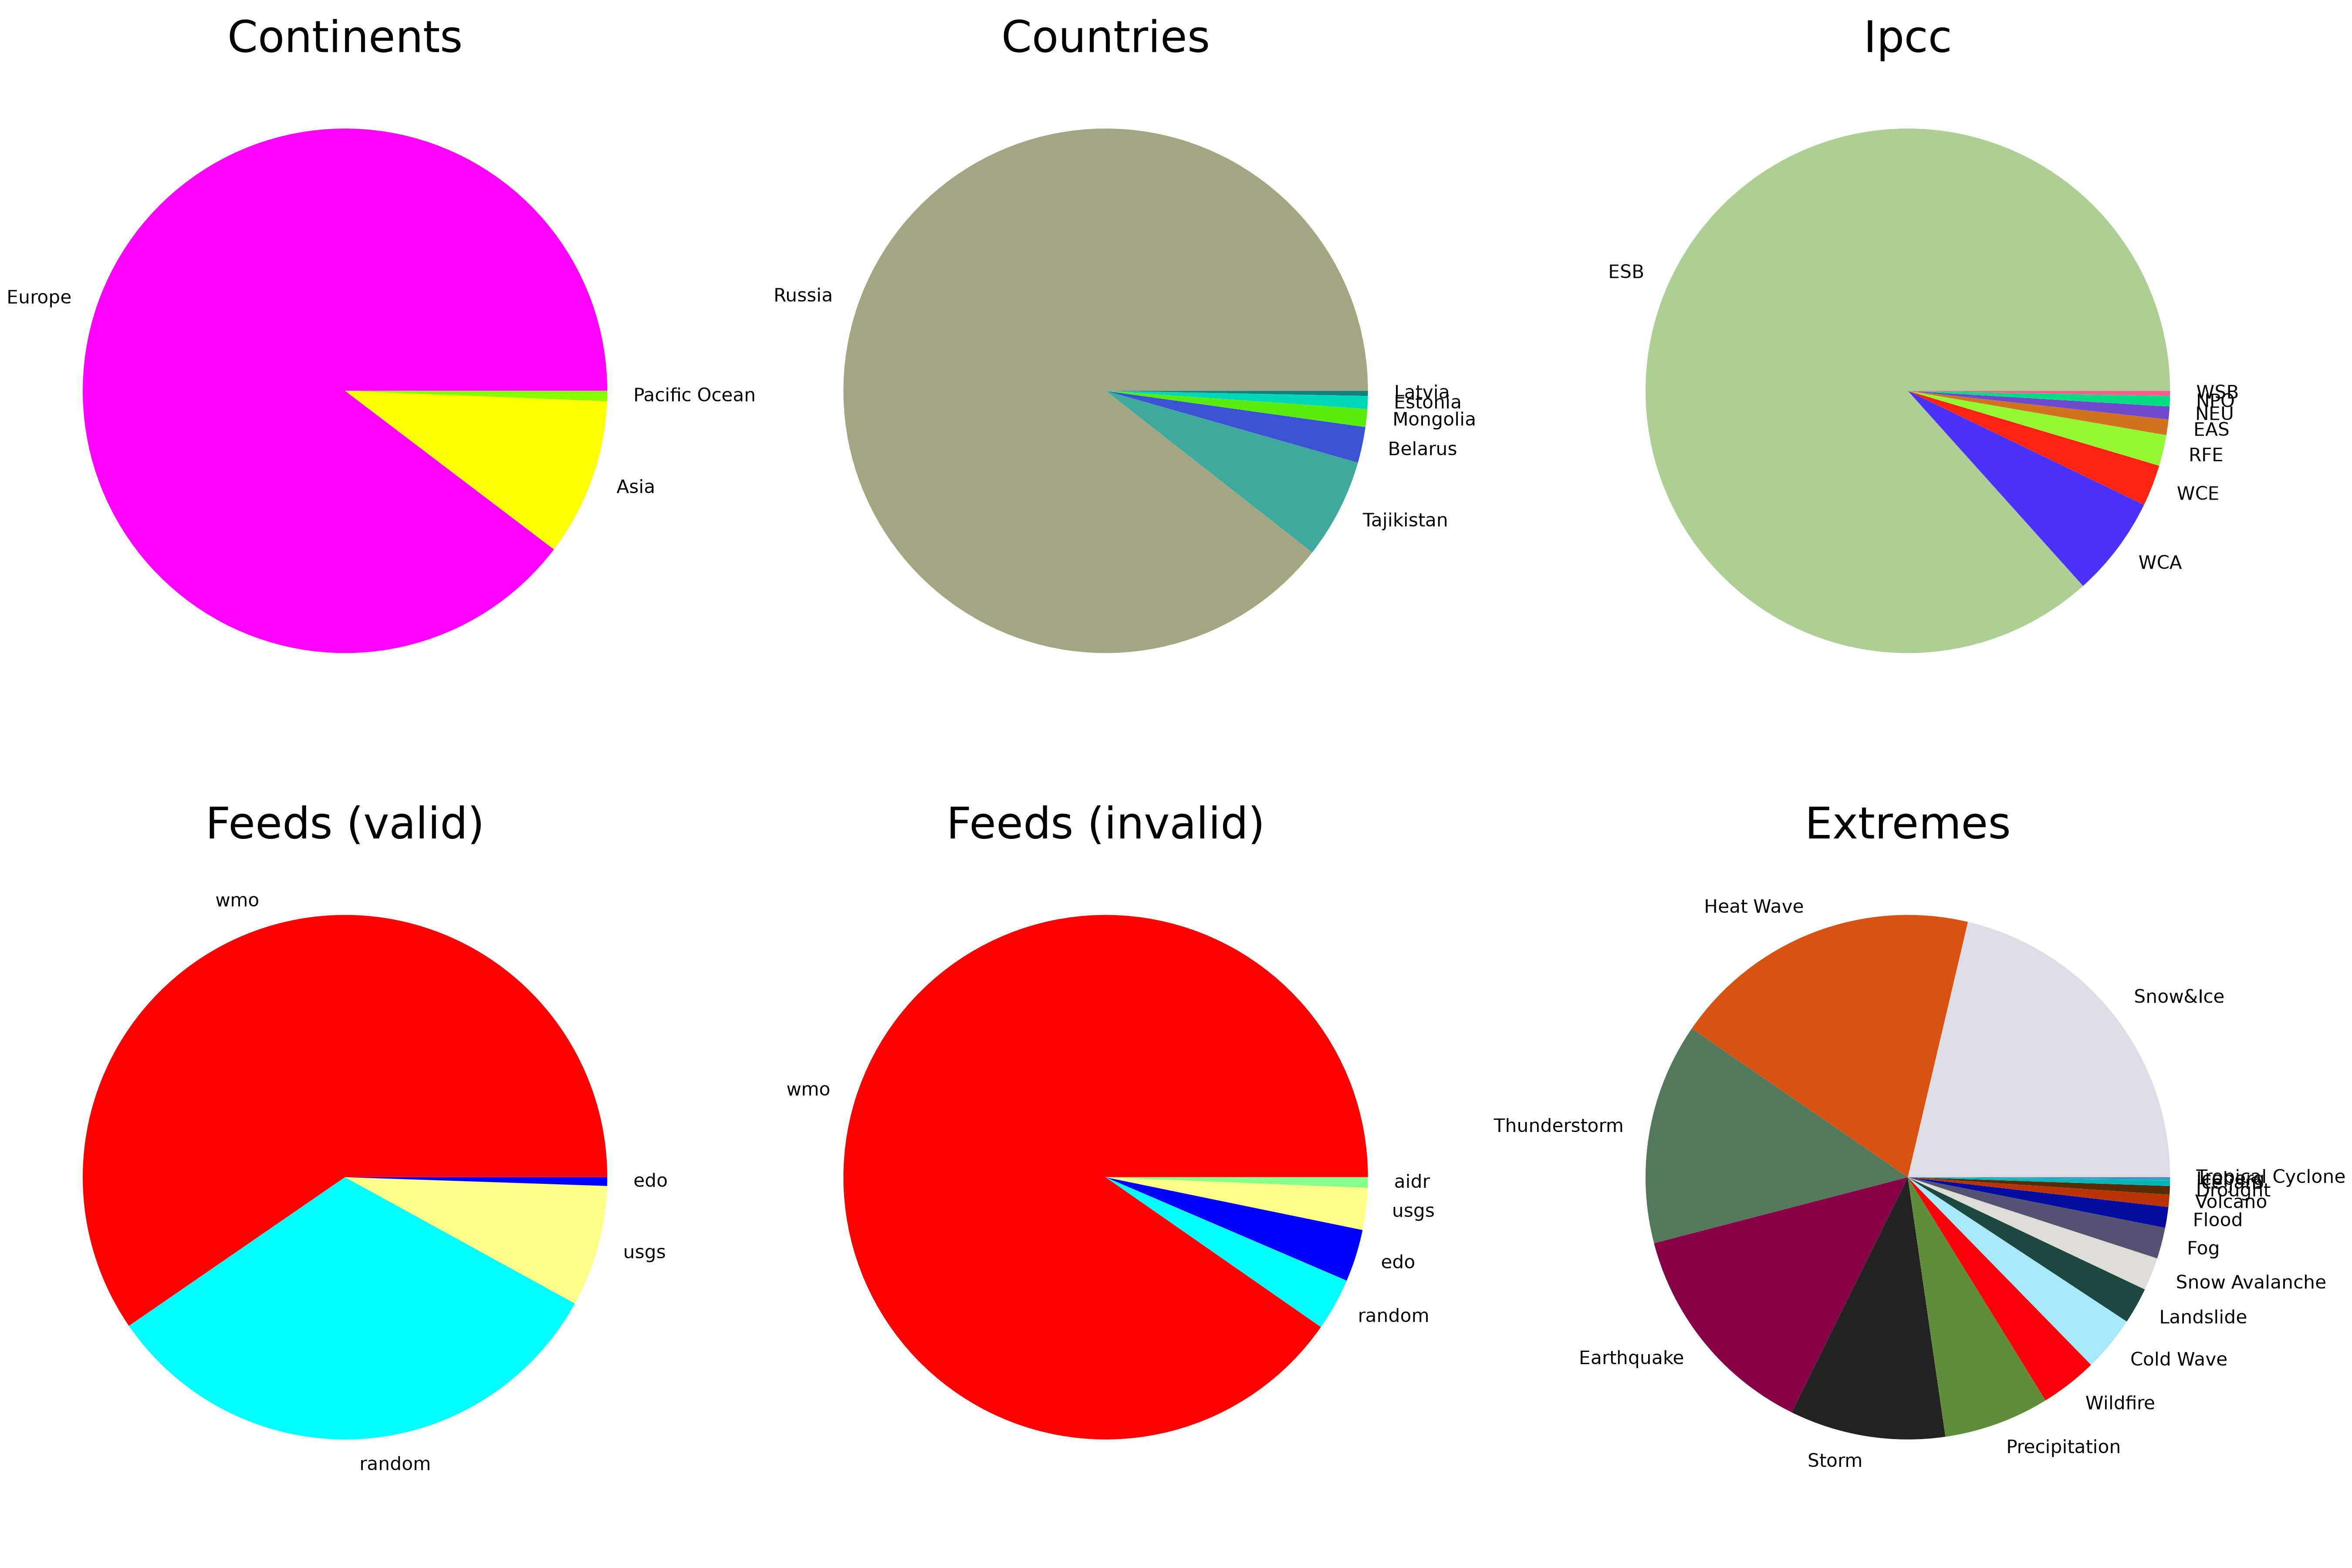 Continents
Countries
Ipcc
Europe
Pacific Ocean
Asia
Russia
Latvia
Estonia
Mongolia
Belarus
Tajikistan
ESB
WSB
NPO
NEU
EAS
RFE
WCE
WCA
Feeds (valid)
Feeds (invalid)
Extremes
wmo
edo
usgs
random
wmo
aidr
usgs
edo
random
Heat Wave
Snow&Ice
Thunderstorm
Tropical Cyclone
Drought
Volcano
Flood
Fog
Snow Avalanche
Landslide
Cold Wave
Wildfire
Precipitation
Storm
Earthquake